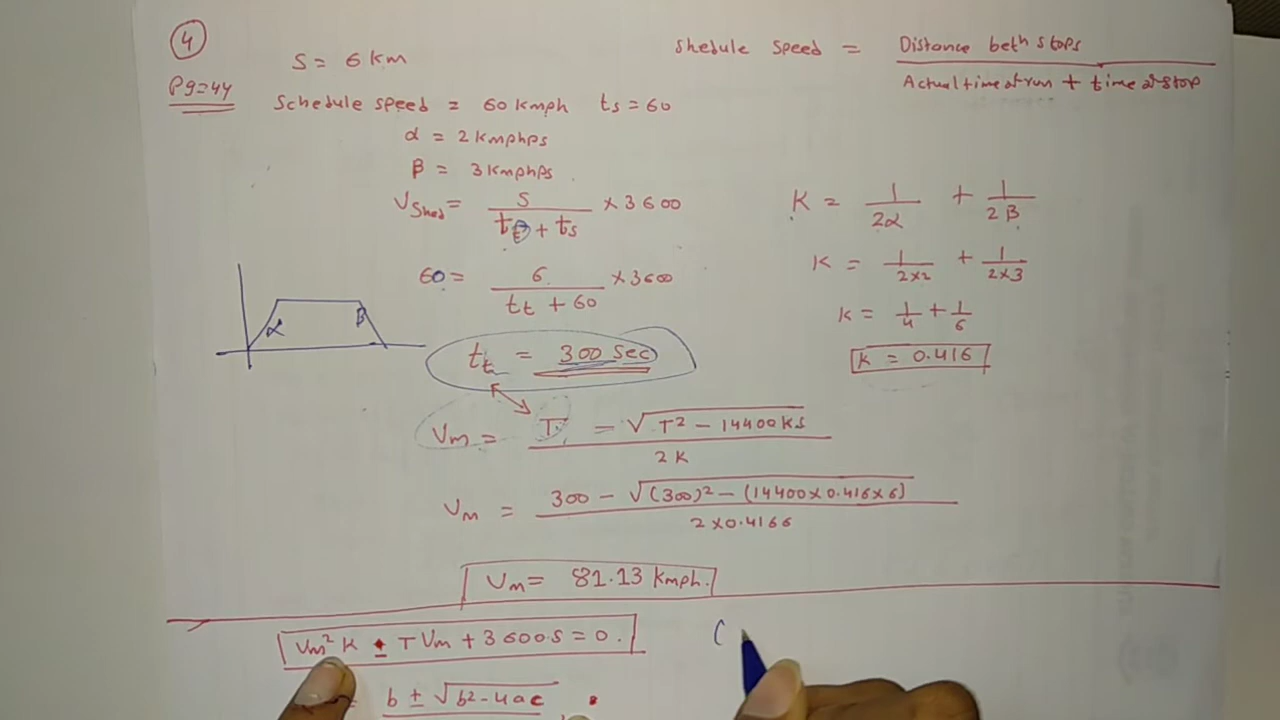 4
Pg=44
S = 6 km
Shedule Speed = Distance betn stops / Actual time of run + time of stop
Schedule speed = 60 kmph ts = 60
α = 2 kmphps
β = 3 kmphps
VShed = S / tt + ts × 3600
60 = 6 / tt + 60 × 3600
tt = 300 sec
α β
K = 1/2α + 1/2β
K = 1/2×2 + 1/2×3
K = 1/4 + 1/6
K = 0.416
Vm = T - √T² - 14400KS / 2K
Vm = 300 - √(300)² - (14400×0.416×6) / 2×0.4166
Vm = 81.13 kmph.
Vm² K ± T Vm + 3600S = 0.
= b ± √b² - 4ac
(